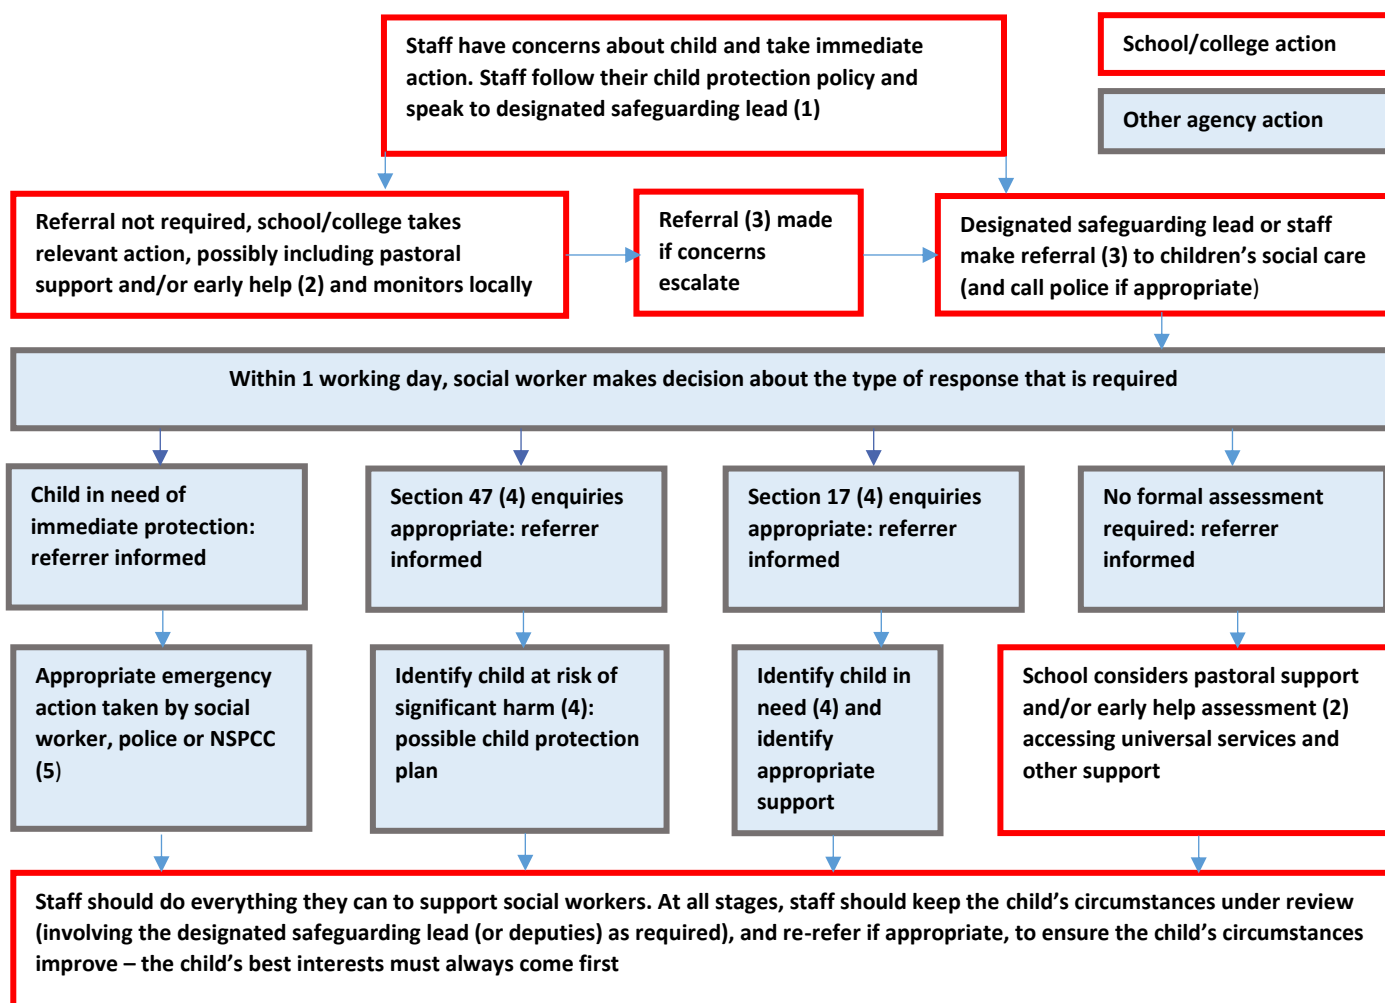 Staff have concerns about child and take immediate
action. Staff follow their child protection policy and
speak to designated safeguarding lead (1)
School/college action
Other agency action
Referral not required, school/college takes
relevant action, possibly including pastoral
support and/or early help (2) and monitors locally
Referral (3) made
if concerns
escalate
Designated safeguarding lead or staff
make referral (3) to children’s social care
(and call police if appropriate)
Within 1 working day, social worker makes decision about the type of response that is required
Child in need of
immediate protection:
referrer informed
Section 47 (4) enquiries
appropriate: referrer
informed
Section 17 (4) enquiries
appropriate: referrer
informed
No formal assessment
required: referrer
informed
Appropriate emergency
action taken by social
worker, police or NSPCC
(5)
Identify child at risk of
significant harm (4):
possible child protection
plan
Identify child in
need (4) and
identify
appropriate
support
School considers pastoral support
and/or early help assessment (2)
accessing universal services and
other support
Staff should do everything they can to support social workers. At all stages, staff should keep the child’s circumstances under review
(involving the designated safeguarding lead (or deputies) as required), and re-refer if appropriate, to ensure the child’s circumstances
improve – the child’s best interests must always come first